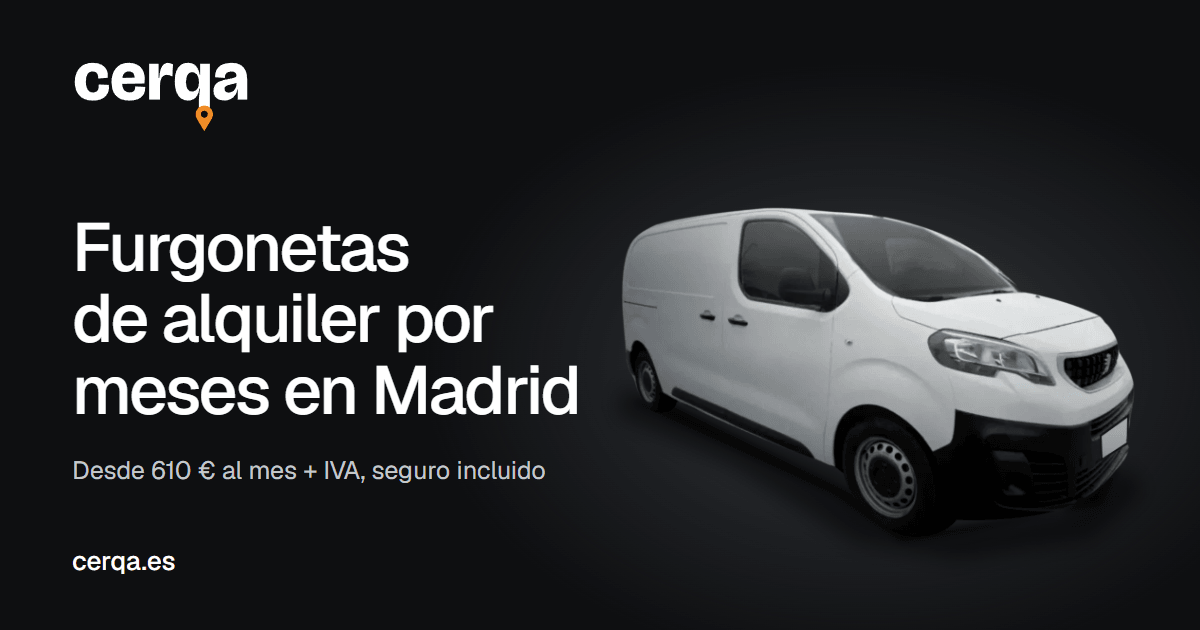 cerqa
Furgonetas
de alquiler por
meses en Madrid
Desde 610 € al mes + IVA, seguro incluido
cerqa.es